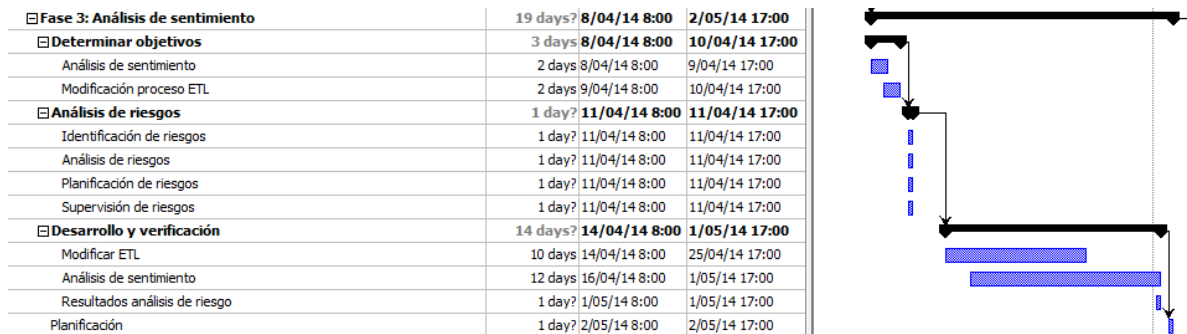 Fase 3: Análisis de sentimiento 19 days? 8/04/14 8:00 2/05/14 17:00
Determinar objetivos 3 days 8/04/14 8:00 10/04/14 17:00
Análisis de sentimiento 2 days 8/04/14 8:00 9/04/14 17:00
Modificación proceso ETL 2 days 9/04/14 8:00 10/04/14 17:00
Análisis de riesgos 1 day? 11/04/14 8:00 11/04/14 17:00
Identificación de riesgos 1 day? 11/04/14 8:00 11/04/14 17:00
Análisis de riesgos 1 day? 11/04/14 8:00 11/04/14 17:00
Planificación de riesgos 1 day? 11/04/14 8:00 11/04/14 17:00
Supervisión de riesgos 1 day? 11/04/14 8:00 11/04/14 17:00
Desarrollo y verificación 14 days? 14/04/14 8:00 1/05/14 17:00
Modificar ETL 10 days 14/04/14 8:00 25/04/14 17:00
Análisis de sentimiento 12 days 16/04/14 8:00 1/05/14 17:00
Resultados análisis de riesgo 1 day? 1/05/14 8:00 1/05/14 17:00
Planificación 1 day? 2/05/14 8:00 2/05/14 17:00